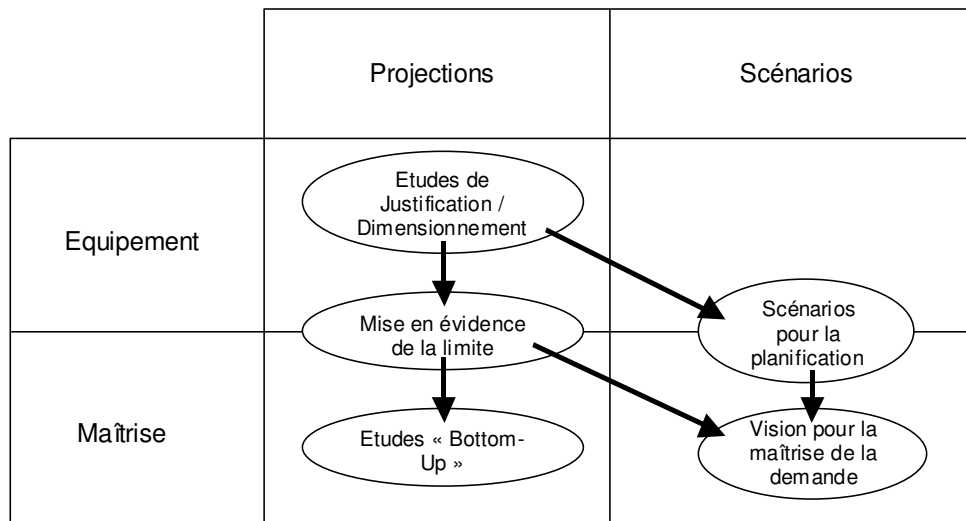 Projections
Scénarios
Equipement
Etudes de
Justification /
Dimensionnement
Mise en évidence
de la limite
Scénarios
pour la
planification
Maîtrise
Etudes « Bottom-
Up »
Vision pour la
maîtrise de la
demande